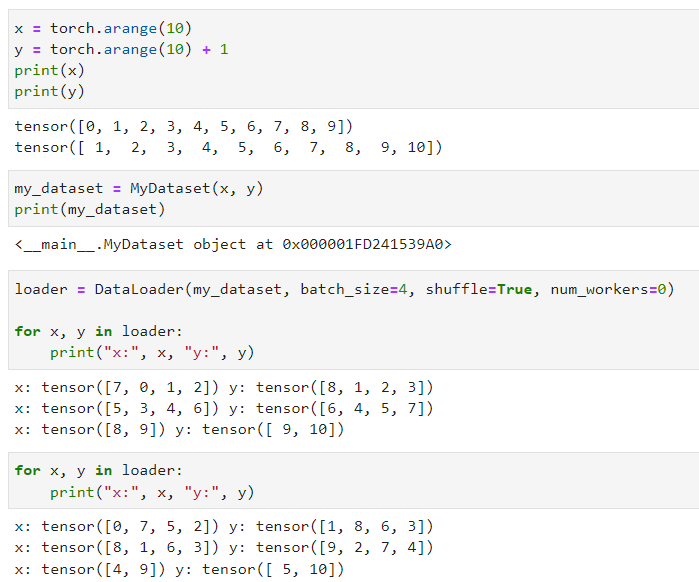 x = torch.arange(10)
y = torch.arange(10) + 1
print(x)
print(y)
tensor([0, 1, 2, 3, 4, 5, 6, 7, 8, 9])
tensor([ 1,  2,  3,  4,  5,  6,  7,  8,  9, 10])
my_dataset = MyDataset(x, y)
print(my_dataset)
<__main__.MyDataset object at 0x000001FD241539A0>
loader = DataLoader(my_dataset, batch_size=4, shuffle=True, num_workers=0)
for x, y in loader:
    print("x:", x, "y:", y)
x: tensor([7, 0, 1, 2]) y: tensor([8, 1, 2, 3])
x: tensor([5, 3, 4, 6]) y: tensor([6, 4, 5, 7])
x: tensor([8, 9]) y: tensor([ 9, 10])
for x, y in loader:
    print("x:", x, "y:", y)
x: tensor([0, 7, 5, 2]) y: tensor([1, 8, 6, 3])
x: tensor([8, 1, 6, 3]) y: tensor([9, 2, 7, 4])
x: tensor([4, 9]) y: tensor([ 5, 10])